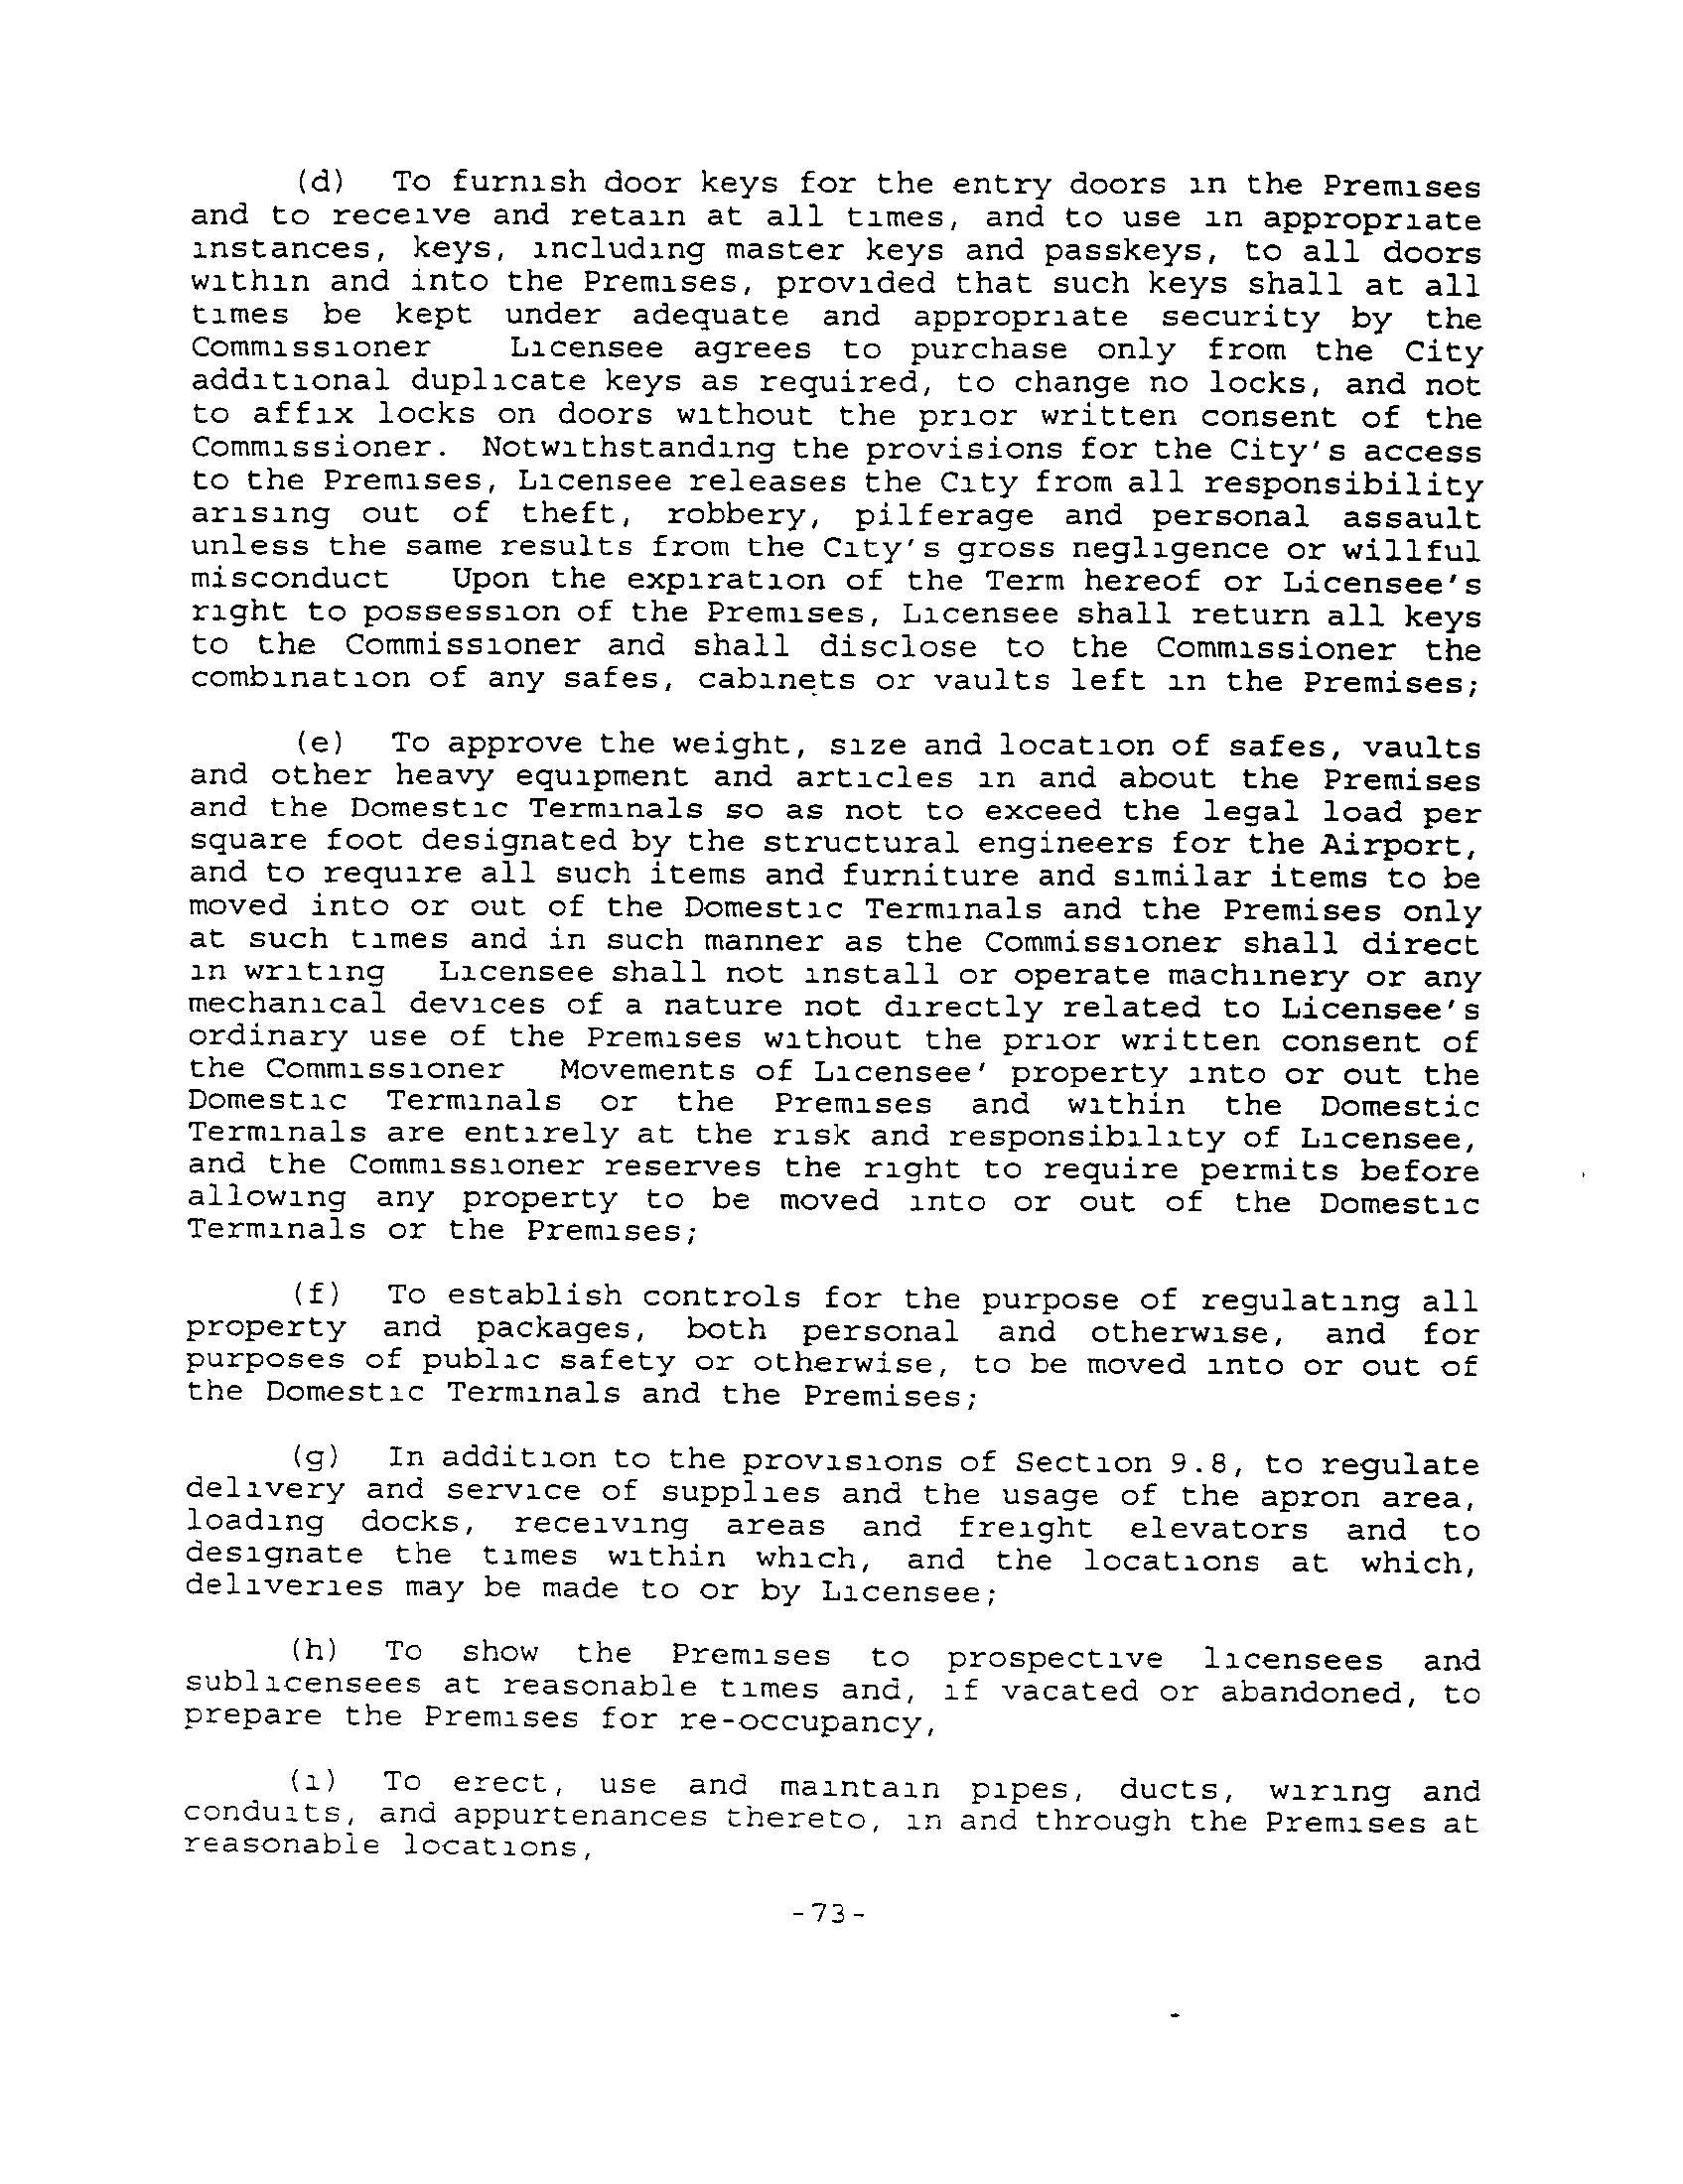 (d) To furnish door keys for the entry doors in the Premises
and to receive and retain at all times, and to use in appropriate
instances, keys, including master keys and passkeys, to all doors
within and into the Premises, provided that such keys shall at all
times be kept under adequate and appropriate security by the
Commissioner Licensee agrees to purchase only from the City
additional duplicate keys as required, to change no locks, and not
to affix locks on doors without the prior written consent of the
Commissioner. Notwithstanding the provisions for the City's access
to the Premises, Licensee releases the City from all responsibility
arising out of theft, robbery, pilferage and personal assault
unless the same results from the City's gross negligence or willful
misconduct Upon the expiration of the Term hereof or Licensee's
right to possession of the Premises, Licensee shall return all keys
to the Commissioner and shall disclose to the Commissioner the
combination of any safes, cabinets or vaults left in the Premises;
(e) To approve the weight, size and location of safes, vaults
and other heavy equipment and articles in and about the Premises
and the Domestic Terminals so as not to exceed the legal load per
square foot designated by the structural engineers for the Airport,
and to require all such items and furniture and similar items to be
moved into or out of the Domestic Terminals and the Premises only
at such times and in such manner as the Commissioner shall direct
in writing Licensee shall not install or operate machinery or any
mechanical devices of a nature not directly related to Licensee's
ordinary use of the Premises without the prior written consent of
the Commissioner Movements of Licensee' property into or out the
Domestic Terminals or the Premises and within the Domestic
Terminals are entirely at the risk and responsibility of Licensee,
and the Commissioner reserves the right to require permits before
allowing any property to be moved into or out of the Domestic
Terminals or the Premises;
(f) To establish controls for the purpose of regulating all
property and packages, both personal and otherwise, and for
purposes of public safety or otherwise, to be moved into or out of
the Domestic Terminals and the Premises;
(g) In addition to the provisions of Section 9.8, to regulate
delivery and service of supplies and the usage of the apron area,
loading docks, receiving areas and freight elevators and to
designate the times within which, and the locations at which,
deliveries may be made to or by Licensee;
(h) To show the Premises to prospective licensees and
sublicensees at reasonable times and, if vacated or abandoned, to
prepare the Premises for re-occupancy,
(i) To erect, use and maintain pipes, ducts, wiring and
conduits, and appurtenances thereto, in and through the Premises at
reasonable locations,
-73-